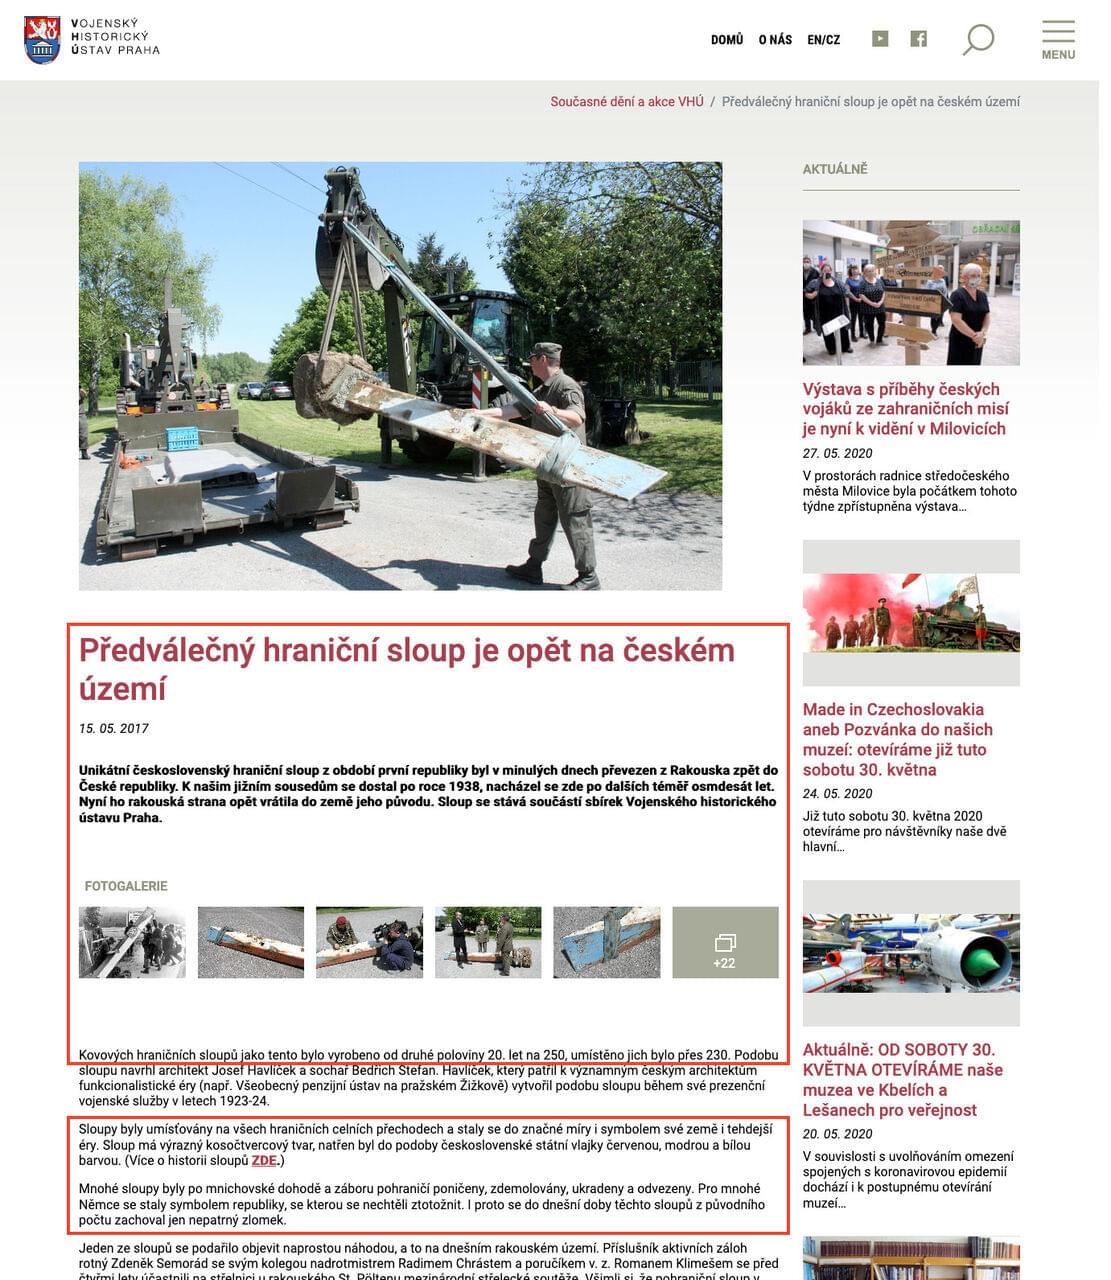 VOJENSKÝ
HISTORICKÝ
ÚSTAV PRAHA
DOMŮ O NÁS EN/CZ
MENU
Současné dění a akce VHÚ / Předválečný hraniční sloup je opět na českém území
Předválečný hraniční sloup je opět na českém
území
15. 05. 2017
Unikátní československý hraniční sloup z období první republiky byl v minulých dnech převezen z Rakouska zpět do
České republiky. K našim jižním sousedům se dostal po roce 1938, nacházel se zde po dalších téměř osmdesát let.
Nyní ho rakouská strana opět vrátila do země jeho původu. Sloup se stává součástí sbírek Vojenského historického
ústavu Praha.
FOTOGALERIE
+22
Kovových hraničních sloupů jako tento bylo vyrobeno od druhé poloviny 20. let na 250, umístěno jich bylo přes 230. Podobu
sloupu navrhl architekt Josef Havlíček a sochař Bedřich Stefan. Havlíček, který patřil k významným českým architektům
funkcionalistické éry (např. Všeobecný penzijní ústav na pražském Žižkově) vytvořil podobu sloupu během své prezenční
vojenské služby v letech 1923-24.
Sloupy byly umísťovány na všech hraničních celních přechodech a staly se do značné míry i symbolem své země i tehdejší
éry. Sloup má výrazný kosočtvercový tvar, natřen byl do podoby československé státní vlajky červenou, modrou a bílou
barvou. (Více o historii sloupů ZDE.)
Mnohé sloupy byly po mnichovské dohodě a záboru pohraničí poničeny, zdemolovány, ukradeny a odvezeny. Pro mnohé
Němce se staly symbolem republiky, se kterou se nechtěli ztotožnit. I proto se do dnešní doby těchto sloupů z původního
počtu zachoval jen nepatrný zlomek.
Jeden ze sloupů se podařilo objevit naprostou náhodou, a to na dnešním rakouském území. Příslušník aktivních záloh
rotný Zdeněk Semorád se svým kolegou nadrotmistrem Radimem Chrástem a poručíkem v. z. Romanem Klimešem se před
čtyřmi lety účastnili na střelnici u rakouského St. Pöltenu mezinárodní střelecké soutěže. Všimli si, že pohraniční sloup v
AKTUÁLNĚ
Výstava s příběhy českých
vojáků ze zahraničních misí
je nyní k vidění v Milovicích
27. 05. 2020
V prostorách radnice středočeského
města Milovice byla počátkem tohoto
týdne zpřístupněna výstava...
Made in Czechoslovakia
aneb Pozvánka do našich
muzeí: otevíráme již tuto
sobotu 30. května
24. 05. 2020
Již tuto sobotu 30. května 2020
otevíráme pro návštěvníky naše dvě
hlavní...
Aktuálně: OD SOBOTY 30.
KVĚTNA OTEVÍRÁME naše
muzea ve Kbelích a
Lešanech pro veřejnost
20. 05. 2020
V souvislosti s uvolňováním omezení
spojených s koronavirovou epidemií
dochází i k postupnému otevírání
muzeí...